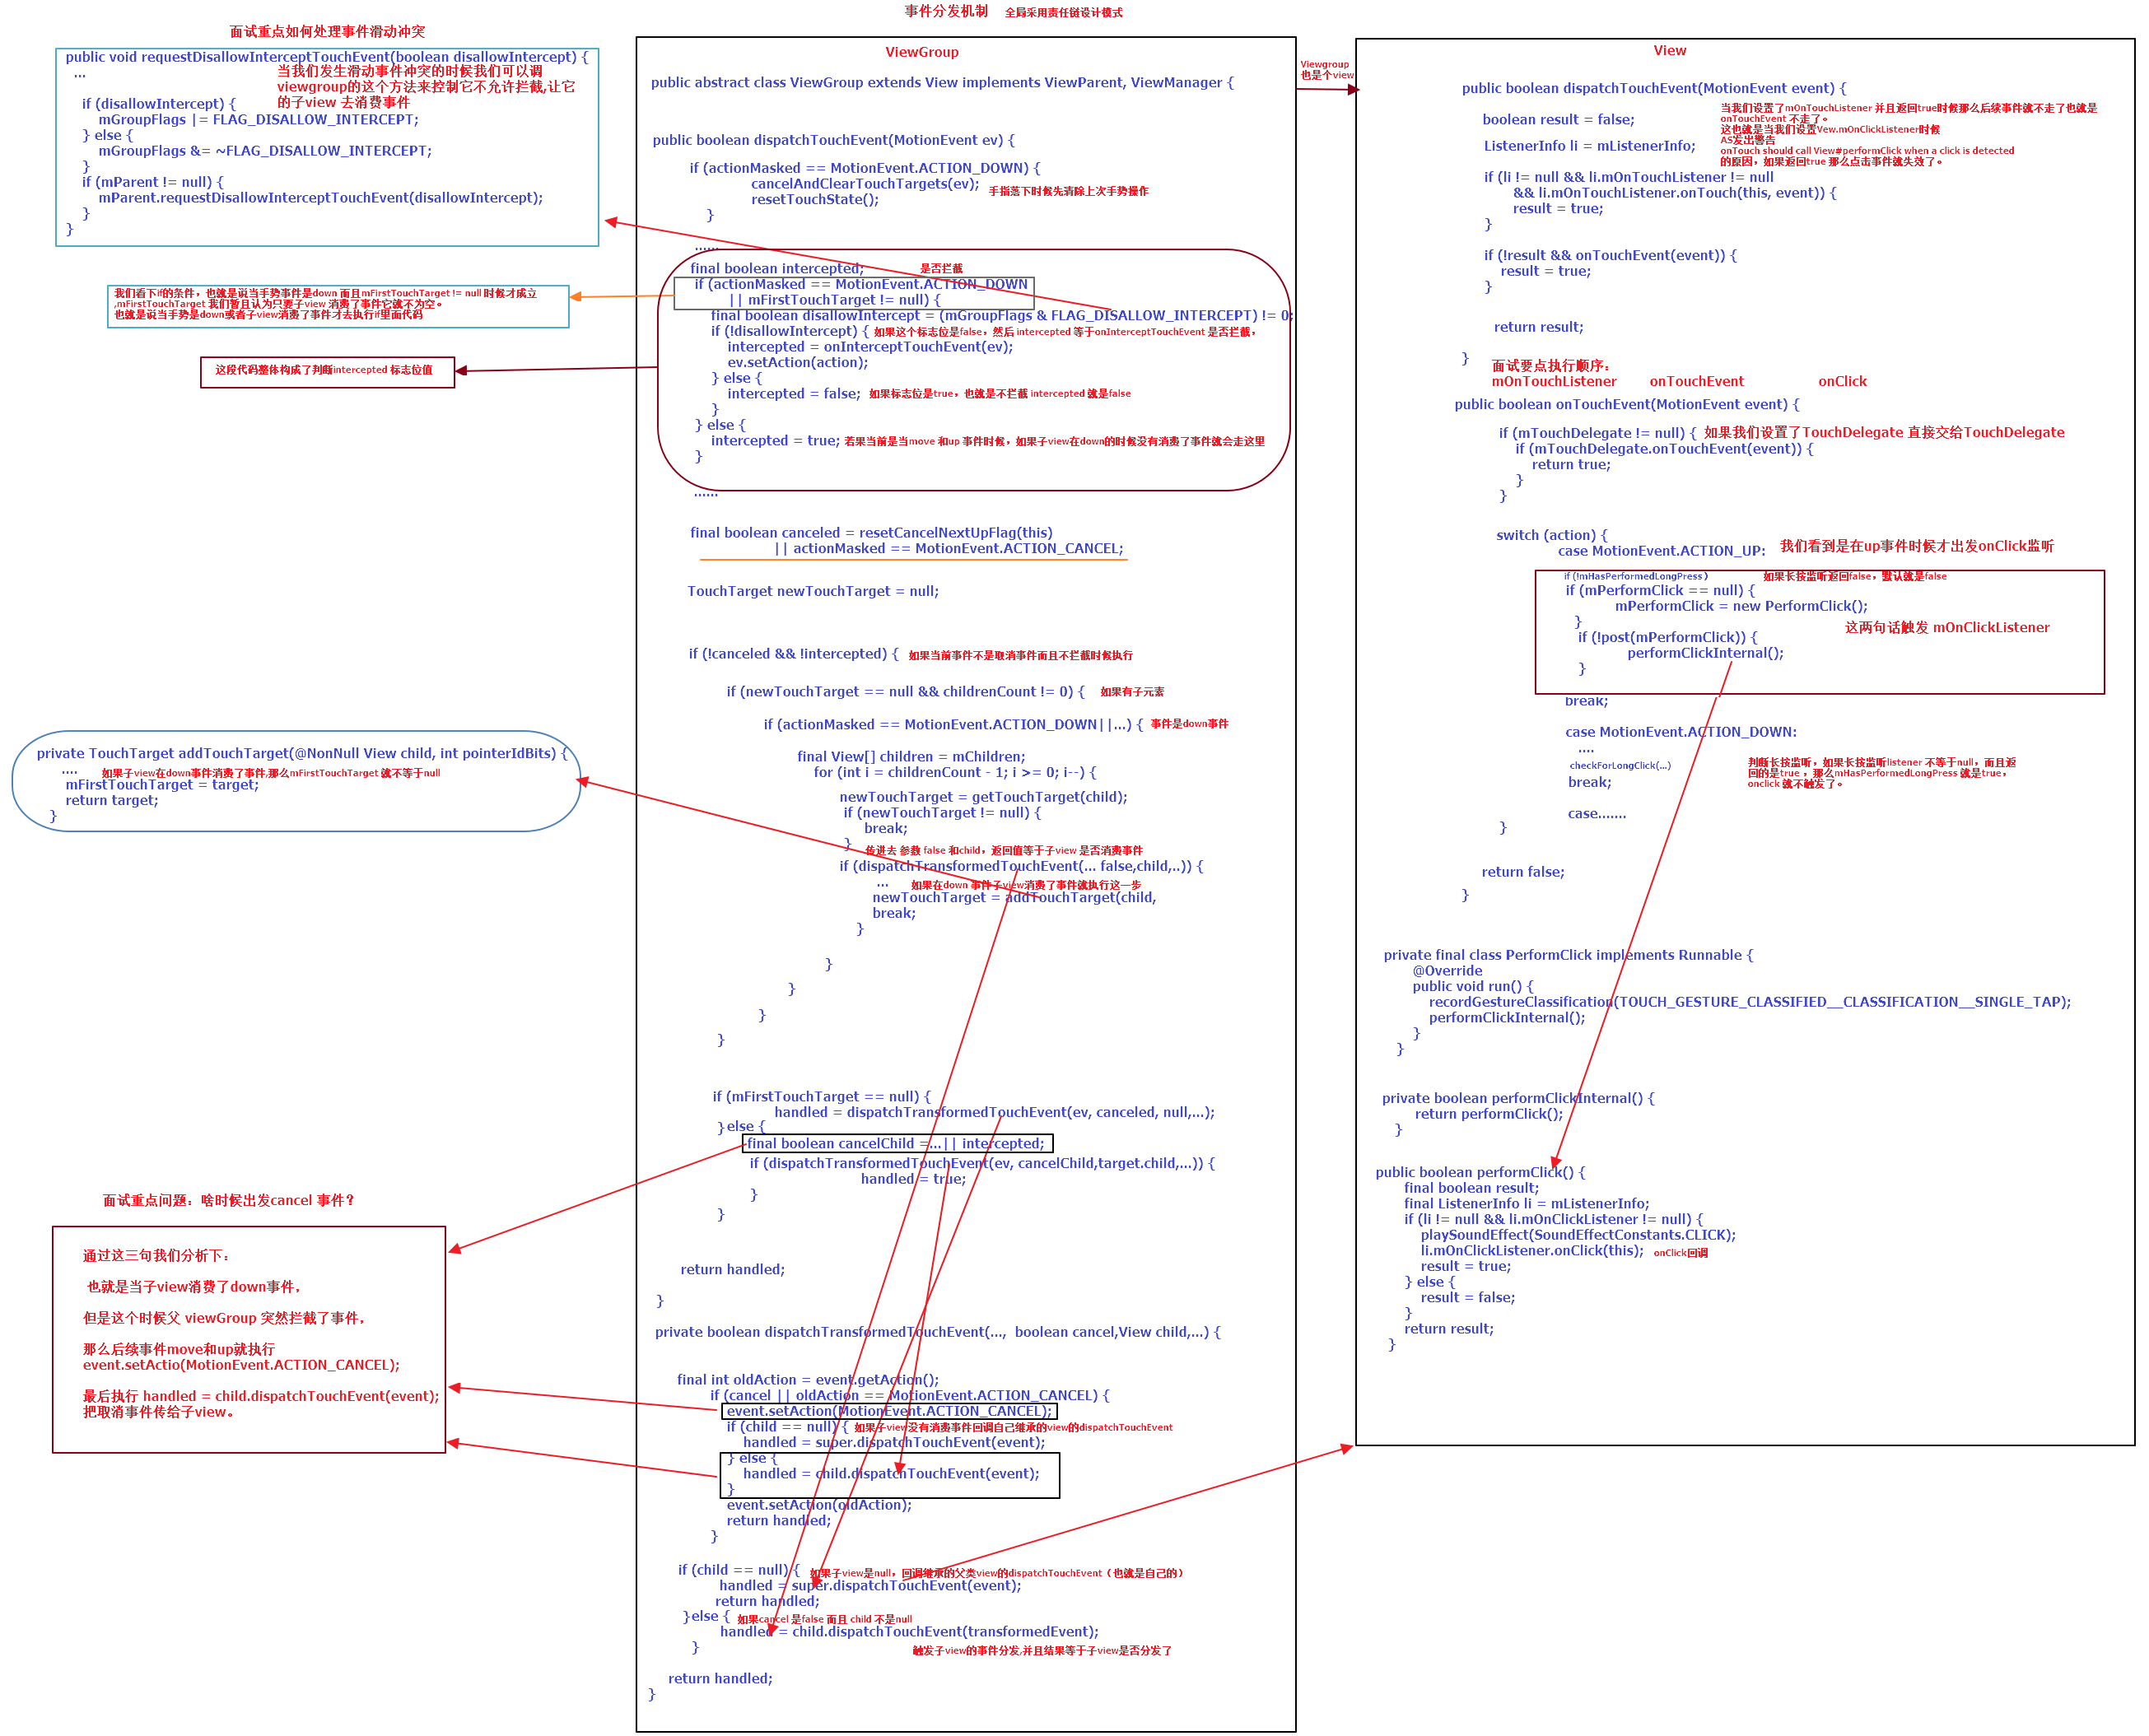 事件分发机制 全局采用责任链设计模式
面试重点如何处理事件滑动冲突
public void requestDisallowInterceptTouchEvent(boolean disallowIntercept) {
...
当我们发生滑动事件冲突的时候我们可以调
viewgroup的这个方法来控制它不允许拦截,让它
的子view 去消费事件
if (disallowIntercept) {
mGroupFlags |= FLAG_DISALLOW_INTERCEPT;
} else {
mGroupFlags &= ~FLAG_DISALLOW_INTERCEPT;
}
if (mParent != null) {
mParent.requestDisallowInterceptTouchEvent(disallowIntercept);
}
}
我们看下if的条件，也就是说当手势事件是down 而且mFirstTouchTarget != null 时候才成立
,mFirstTouchTarget 我们暂且认为只要子view 消费了事件它就不为空。
也就是说当手势是down或者子view消费了事件才去执行if里面代码
这段代码整体构成了判断intercepted 标志位值
private TouchTarget addTouchTarget(@NonNull View child, int pointerIdBits) {
....
如果子view在down事件消费了事件,那么mFirstTouchTarget 就不等于null
mFirstTouchTarget = target;
return target;
}
面试重点问题：啥时候出发cancel 事件？
通过这三句我们分析下：
也就是当子view消费了down事件，
但是这个时候父 viewGroup 突然拦截了事件，
那么后续事件move和up就执行
event.setActio(MotionEvent.ACTION_CANCEL);
最后执行 handled = child.dispatchTouchEvent(event);
把取消事件传给子view。
ViewGroup
public abstract class ViewGroup extends View implements ViewParent, ViewManager {
public boolean dispatchTouchEvent(MotionEvent ev) {
if (actionMasked == MotionEvent.ACTION_DOWN) {
cancelAndClearTouchTargets(ev); 手指落下时候先清除上次手势操作
resetTouchState();
}
......
final boolean intercepted; 是否拦截
if (actionMasked == MotionEvent.ACTION_DOWN
|| mFirstTouchTarget != null) {
final boolean disallowIntercept = (mGroupFlags & FLAG_DISALLOW_INTERCEPT) != 0;
if (!disallowIntercept) { 如果这个标志位是false，然后 intercepted 等于onInterceptTouchEvent 是否拦截，
intercepted = onInterceptTouchEvent(ev);
ev.setAction(action);
} else {
intercepted = false; 如果标志位是true，也就是不拦截 intercepted 就是false
}
} else {
intercepted = true; 若果当前是当move 和up 事件时候，如果子view在down的时候没有消费了事件就会走这里
}
......
final boolean canceled = resetCancelNextUpFlag(this)
|| actionMasked == MotionEvent.ACTION_CANCEL;
TouchTarget newTouchTarget = null;
if (!canceled && !intercepted) { 如果当前事件不是取消事件而且不拦截时候执行
if (newTouchTarget == null && childrenCount != 0) { 如果有子元素
if (actionMasked == MotionEvent.ACTION_DOWN||...) { 事件是down事件
final View[] children = mChildren;
for (int i = childrenCount - 1; i >= 0; i--) {
newTouchTarget = getTouchTarget(child);
if (newTouchTarget != null) {
break;
}
传进去 参数 false 和child，返回值等于子view 是否消费事件
if (dispatchTransformedTouchEvent(... false,child,..)) {
... 如果在down 事件子view消费了事件就执行这一步
newTouchTarget = addTouchTarget(child,
break;
}
}
}
}
}
if (mFirstTouchTarget == null) {
handled = dispatchTransformedTouchEvent(ev, canceled, null,...);
}else {
final boolean cancelChild =...|| intercepted;
if (dispatchTransformedTouchEvent(ev, cancelChild,target.child,...)) {
handled = true;
}
}
return handled;
}
private boolean dispatchTransformedTouchEvent(..., boolean cancel,View child,...) {
final int oldAction = event.getAction();
if (cancel || oldAction == MotionEvent.ACTION_CANCEL) {
event.setAction(MotionEvent.ACTION_CANCEL);
if (child == null) { 如果子view没有消费事件回调自己继承的view的dispatchTouchEvent
handled = super.dispatchTouchEvent(event);
} else {
handled = child.dispatchTouchEvent(event);
}
event.setAction(oldAction);
return handled;
}
if (child == null) { 如果子view是null，回调继承的父类view的dispatchTouchEvent（也就是自己的）
handled = super.dispatchTouchEvent(event);
return handled;
}else { 如果cancel 是false 而且 child 不是null
handled = child.dispatchTouchEvent(transformedEvent);
}
触发子view的事件分发,并且结果等于子view是否分发了
return handled;
}
Viewgroup
也是个view
View
public boolean dispatchTouchEvent(MotionEvent event) {
当我们设置了mOnTouchListener 并且返回true时候那么后续事件就不走了也就是
onTouchEvent 不走了。
这也就是当我们设置Vew.mOnClickListener时候
AS发出警告
onTouch should call View#performClick when a click is detected
的原因，如果返回true 那么点击事件就失效了。
boolean result = false;
ListenerInfo li = mListenerInfo;
if (li != null && li.mOnTouchListener != null
&& li.mOnTouchListener.onTouch(this, event)) {
result = true;
}
if (!result && onTouchEvent(event)) {
result = true;
}
return result;
}
面试要点执行顺序：
mOnTouchListener onTouchEvent onClick
public boolean onTouchEvent(MotionEvent event) {
if (mTouchDelegate != null) { 如果我们设置了TouchDelegate 直接交给TouchDelegate
if (mTouchDelegate.onTouchEvent(event)) {
return true;
}
}
switch (action) {
case MotionEvent.ACTION_UP: 我们看到是在up事件时候才出发onClick监听
if (!mHasPerformedLongPress） 如果长按监听返回false，默认就是false
if (mPerformClick == null) {
mPerformClick = new PerformClick();
}
这两句话触发 mOnClickListener
if (!post(mPerformClick)) {
performClickInternal();
}
break;
case MotionEvent.ACTION_DOWN:
....
checkForLongClick(...)
判断长按监听，如果长按监听listener 不等于null，而且返
回的是true ，那么mHasPerformedLongPress 就是true，
onclick 就不触发了。
break;
case.......
}
return false;
}
private final class PerformClick implements Runnable {
@Override
public void run() {
recordGestureClassification(TOUCH_GESTURE_CLASSIFIED__CLASSIFICATION__SINGLE_TAP);
performClickInternal();
}
}
private boolean performClickInternal() {
return performClick();
}
public boolean performClick() {
final boolean result;
final ListenerInfo li = mListenerInfo;
if (li != null && li.mOnClickListener != null) {
playSoundEffect(SoundEffectConstants.CLICK);
li.mOnClickListener.onClick(this); onClick回调
result = true;
} else {
result = false;
}
return result;
}